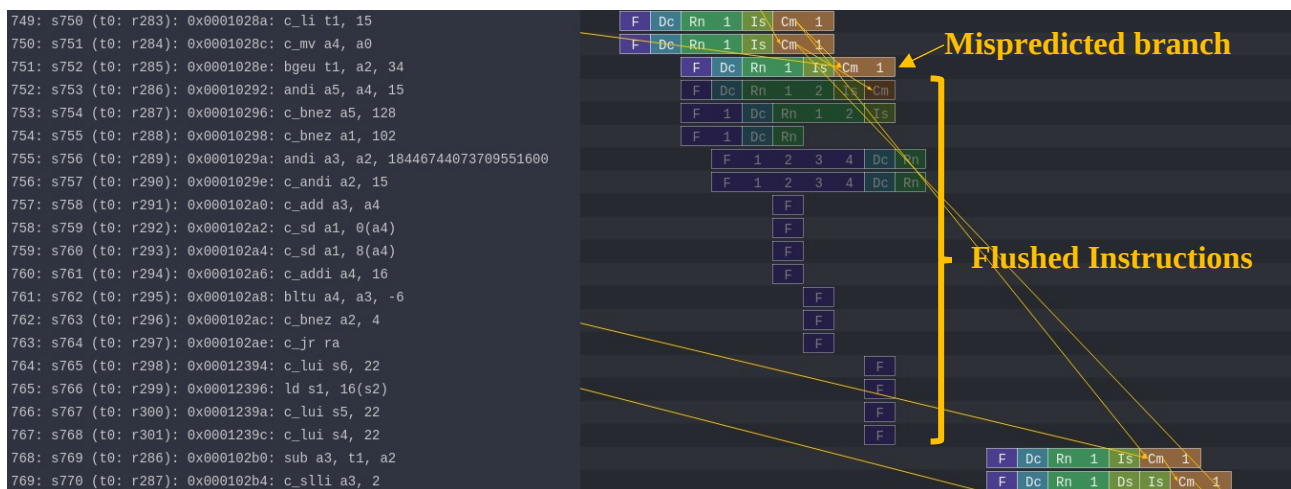 749: s750 (t0: r283): 0x0001028a: c_li t1, 15 F Dc Rn 1 Is Cm 1
750: s751 (t0: r284): 0x0001028c: c_mv a4, a0 F Dc Rn 1 Is Cm 1
Mispredicted branch
751: s752 (t0: r285): 0x0001028e: bgeu t1, a2, 34 F Dc Rn 1 Is Cm 1
752: s753 (t0: r286): 0x00010292: andi a5, a4, 15 F Dc Rn 1 2 Is Cm
753: s754 (t0: r287): 0x00010296: c_bnez a5, 128 F 1 Dc Rn 1 2 Is
754: s755 (t0: r288): 0x00010298: c_bnez a1, 102 F 1 Dc Rn
755: s756 (t0: r289): 0x0001029a: andi a3, a2, 18446744073709551600 F 1 2 3 4 Dc Rn
756: s757 (t0: r290): 0x0001029e: c_andi a2, 15 F 1 2 3 4 Dc Rn
757: s758 (t0: r291): 0x000102a0: c_add a3, a4 F
758: s759 (t0: r292): 0x000102a2: c_sd a1, 0(a4) F
759: s760 (t0: r293): 0x000102a4: c_sd a1, 8(a4) F
Flushed Instructions
760: s761 (t0: r294): 0x000102a6: c_addi a4, 16 F
761: s762 (t0: r295): 0x000102a8: bltu a4, a3, -6 F
762: s763 (t0: r296): 0x000102ac: c_bnez a2, 4 F
763: s764 (t0: r297): 0x000102ae: c_jr ra F
764: s765 (t0: r298): 0x00012394: c_lui s6, 22 F
765: s766 (t0: r299): 0x00012396: ld s1, 16(s2) F
766: s767 (t0: r300): 0x0001239a: c_lui s5, 22 F
767: s768 (t0: r301): 0x0001239c: c_lui s4, 22 F
768: s769 (t0: r286): 0x000102b0: sub a3, t1, a2 F Dc Rn 1 Is Cm 1
769: s770 (t0: r287): 0x000102b4: c_slli a3, 2 F Dc Rn 1 Ds Is Cm 1